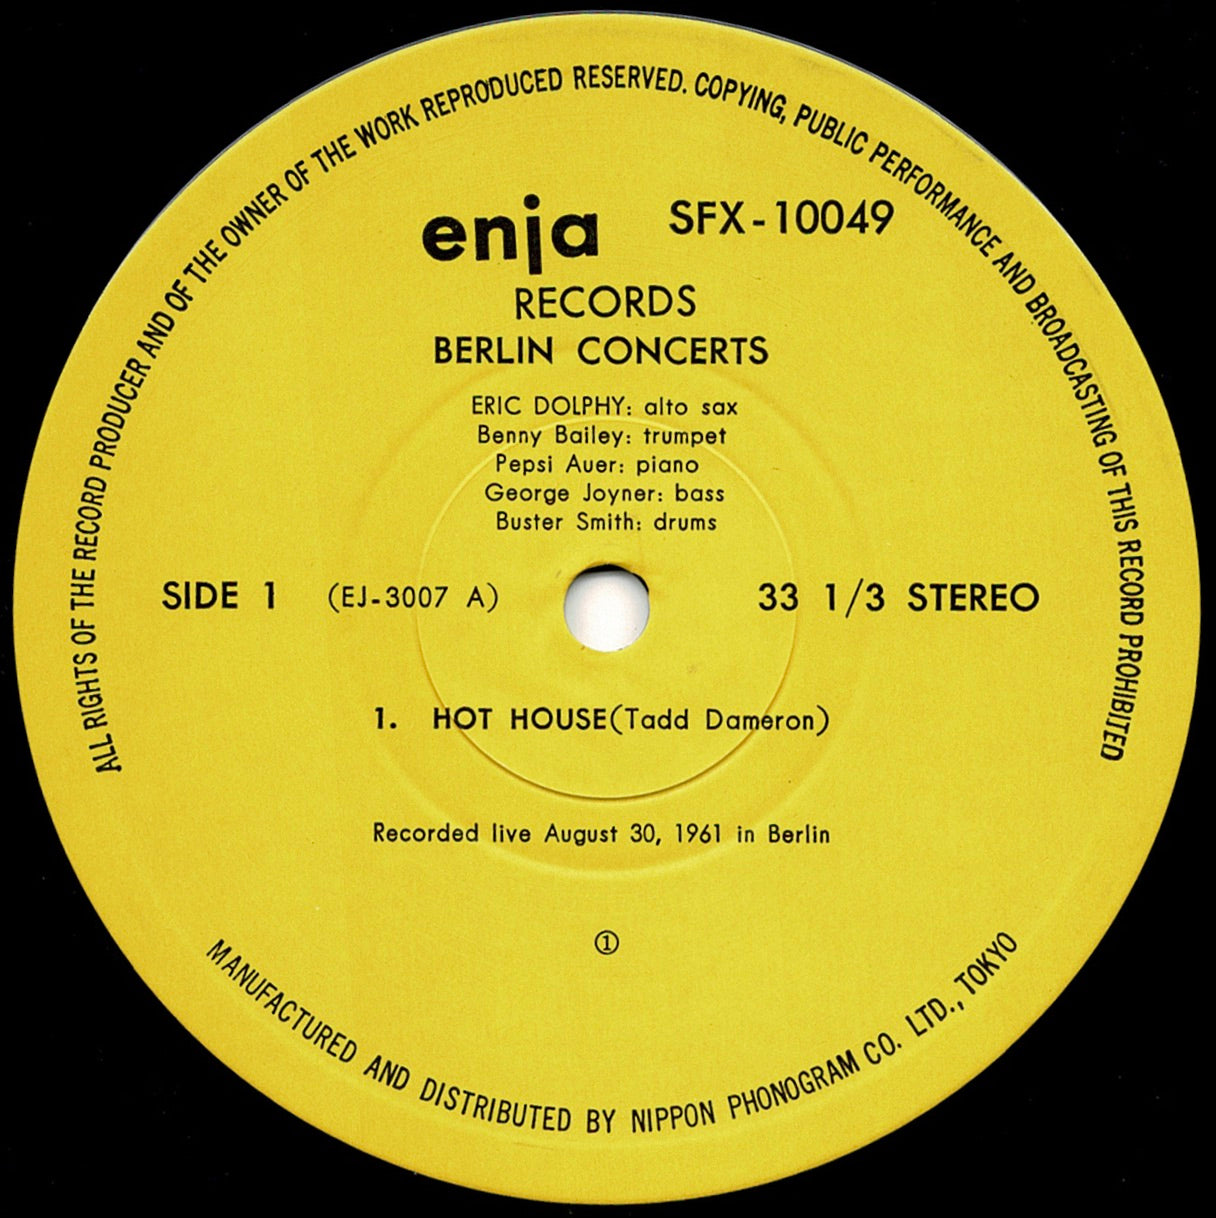 ALL RIGHTS OF THE RECORD PRODUCER AND OF THE OWNER OF THE WORK REPRODUCED RESERVED. COPYING, PUBLIC PERFORMANCE AND BROADCASTING OF THIS RECORD PROHIBITED
enja SFX-10049
RECORDS
BERLIN CONCERTS
ERIC DOLPHY: alto sax
Benny Bailey: trumpet
Pepsi Auer: piano
George Joyner: bass
Buster Smith: drums
SIDE 1 (EJ-3007 A) 33 1/3 STEREO
1. HOT HOUSE(Tadd Dameron)
Recorded live August 30, 1961 in Berlin
①
MANUFACTURED AND DISTRIBUTED BY NIPPON PHONOGRAM CO. LTD., TOKYO